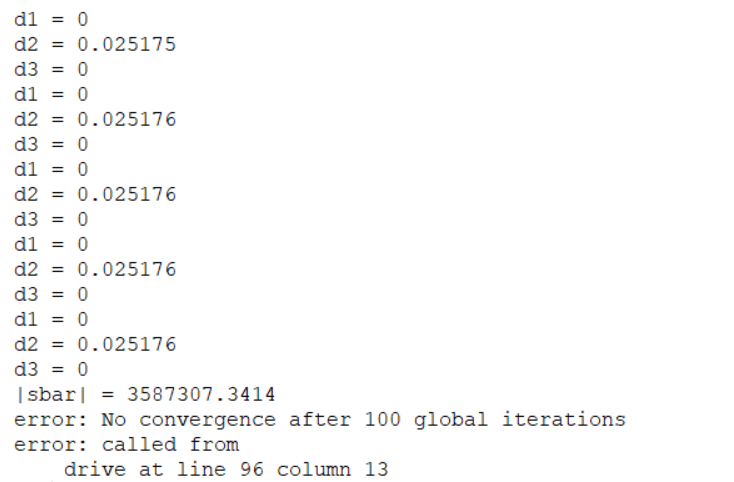 d1 = 0
d2 = 0.025175
d3 = 0
d1 = 0
d2 = 0.025176
d3 = 0
d1 = 0
d2 = 0.025176
d3 = 0
d1 = 0
d2 = 0.025176
d3 = 0
d1 = 0
d2 = 0.025176
d3 = 0
|sbar| = 3587307.3414
error: No convergence after 100 global iterations
error: called from
    drive at line 96 column 13